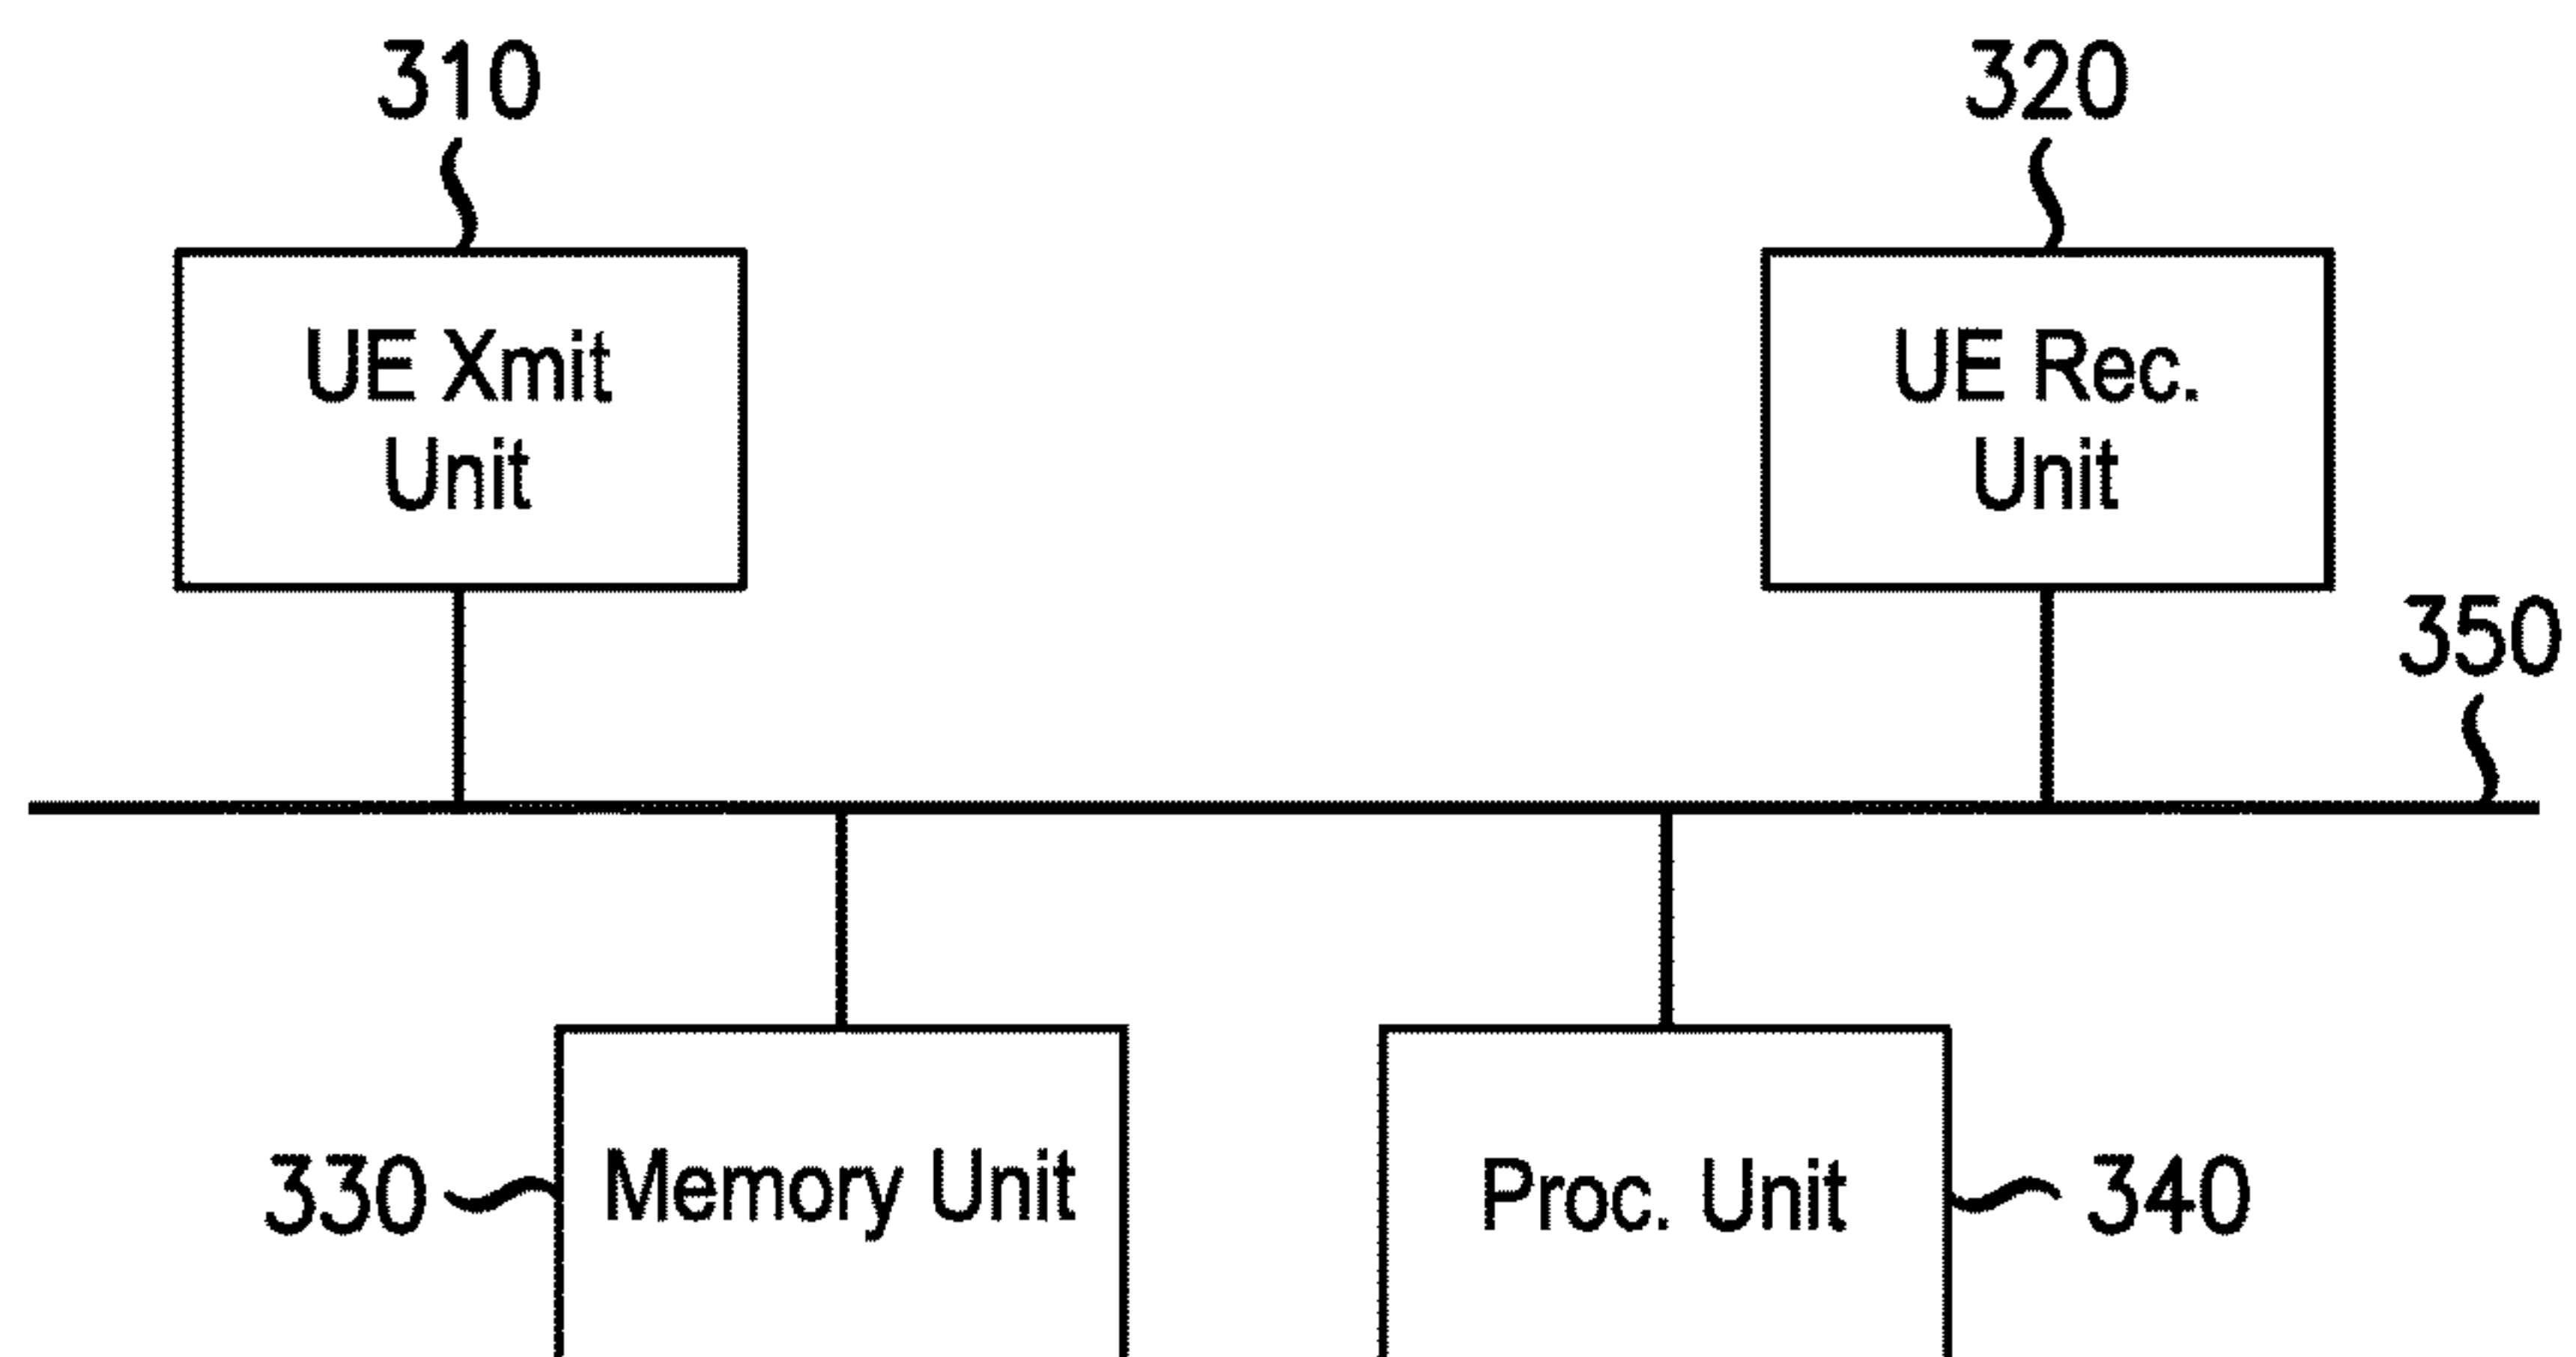 310
320
UE Xmit
Unit
UE Rec.
Unit
350
330
Memory Unit
Proc. Unit
340